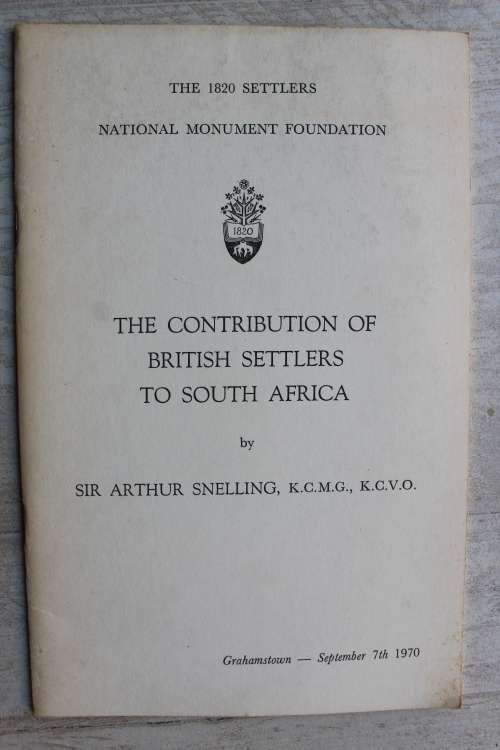 THE 1820 SETTLERS
NATIONAL MONUMENT FOUNDATION
1820
THE CONTRIBUTION OF
BRITISH SETTLERS
TO SOUTH AFRICA
by
SIR ARTHUR SNELLING, K.C.M.G., K.C.V.O.
Grahamstown — September 7th 1970